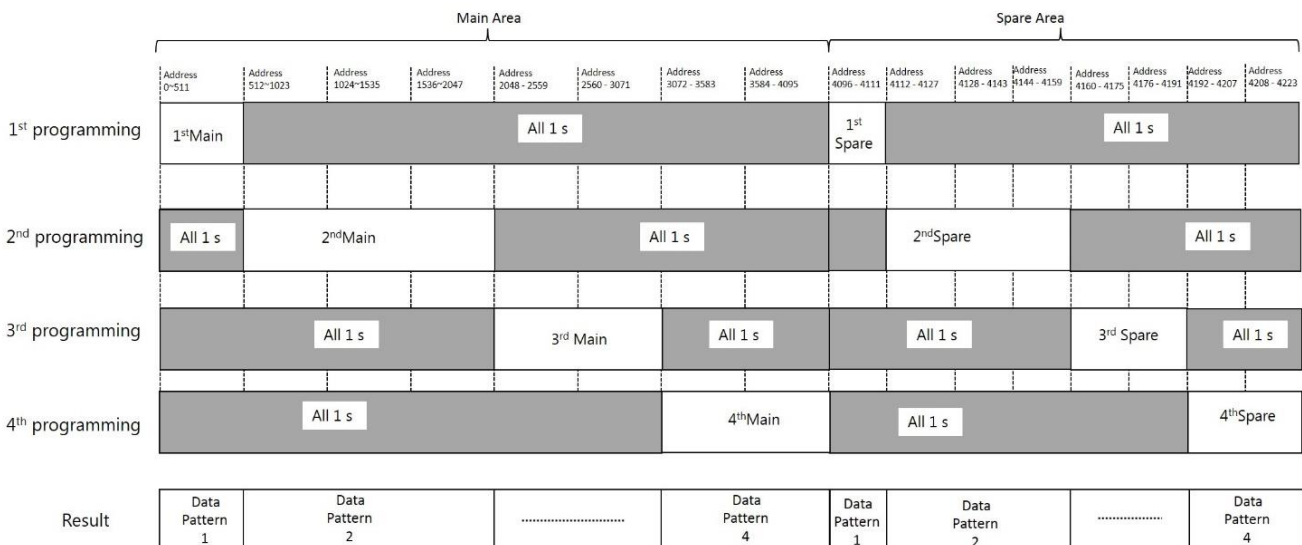 Main Area
Spare Area
Address
0~511
Address
512~1023
Address
1024~1535
Address
1536~2047
Address
2048 - 2559
Address
2560 - 3071
Address
3072 - 3583
Address
3584 - 4095
Address
4096 - 4111
Address
4112 - 4127
Address
4128 - 4143
Address
4144 - 4159
Address
4160 - 4175
Address
4176 - 4191
Address
4192 - 4207
Address
4208 - 4223
1st programming
1stMain
All 1 s
1st
Spare
All 1 s
2nd programming
All 1 s
2ndMain
All 1 s
2ndSpare
All 1 s
3rd programming
All 1 s
3rd Main
All 1 s
All 1 s
3rd Spare
All 1 s
4th programming
All 1 s
4thMain
All 1 s
4thSpare
Result
Data
Pattern
1
Data
Pattern
2
.....................
Data
Pattern
4
Data
Pattern
1
Data
Pattern
2
................
Data
Pattern
4